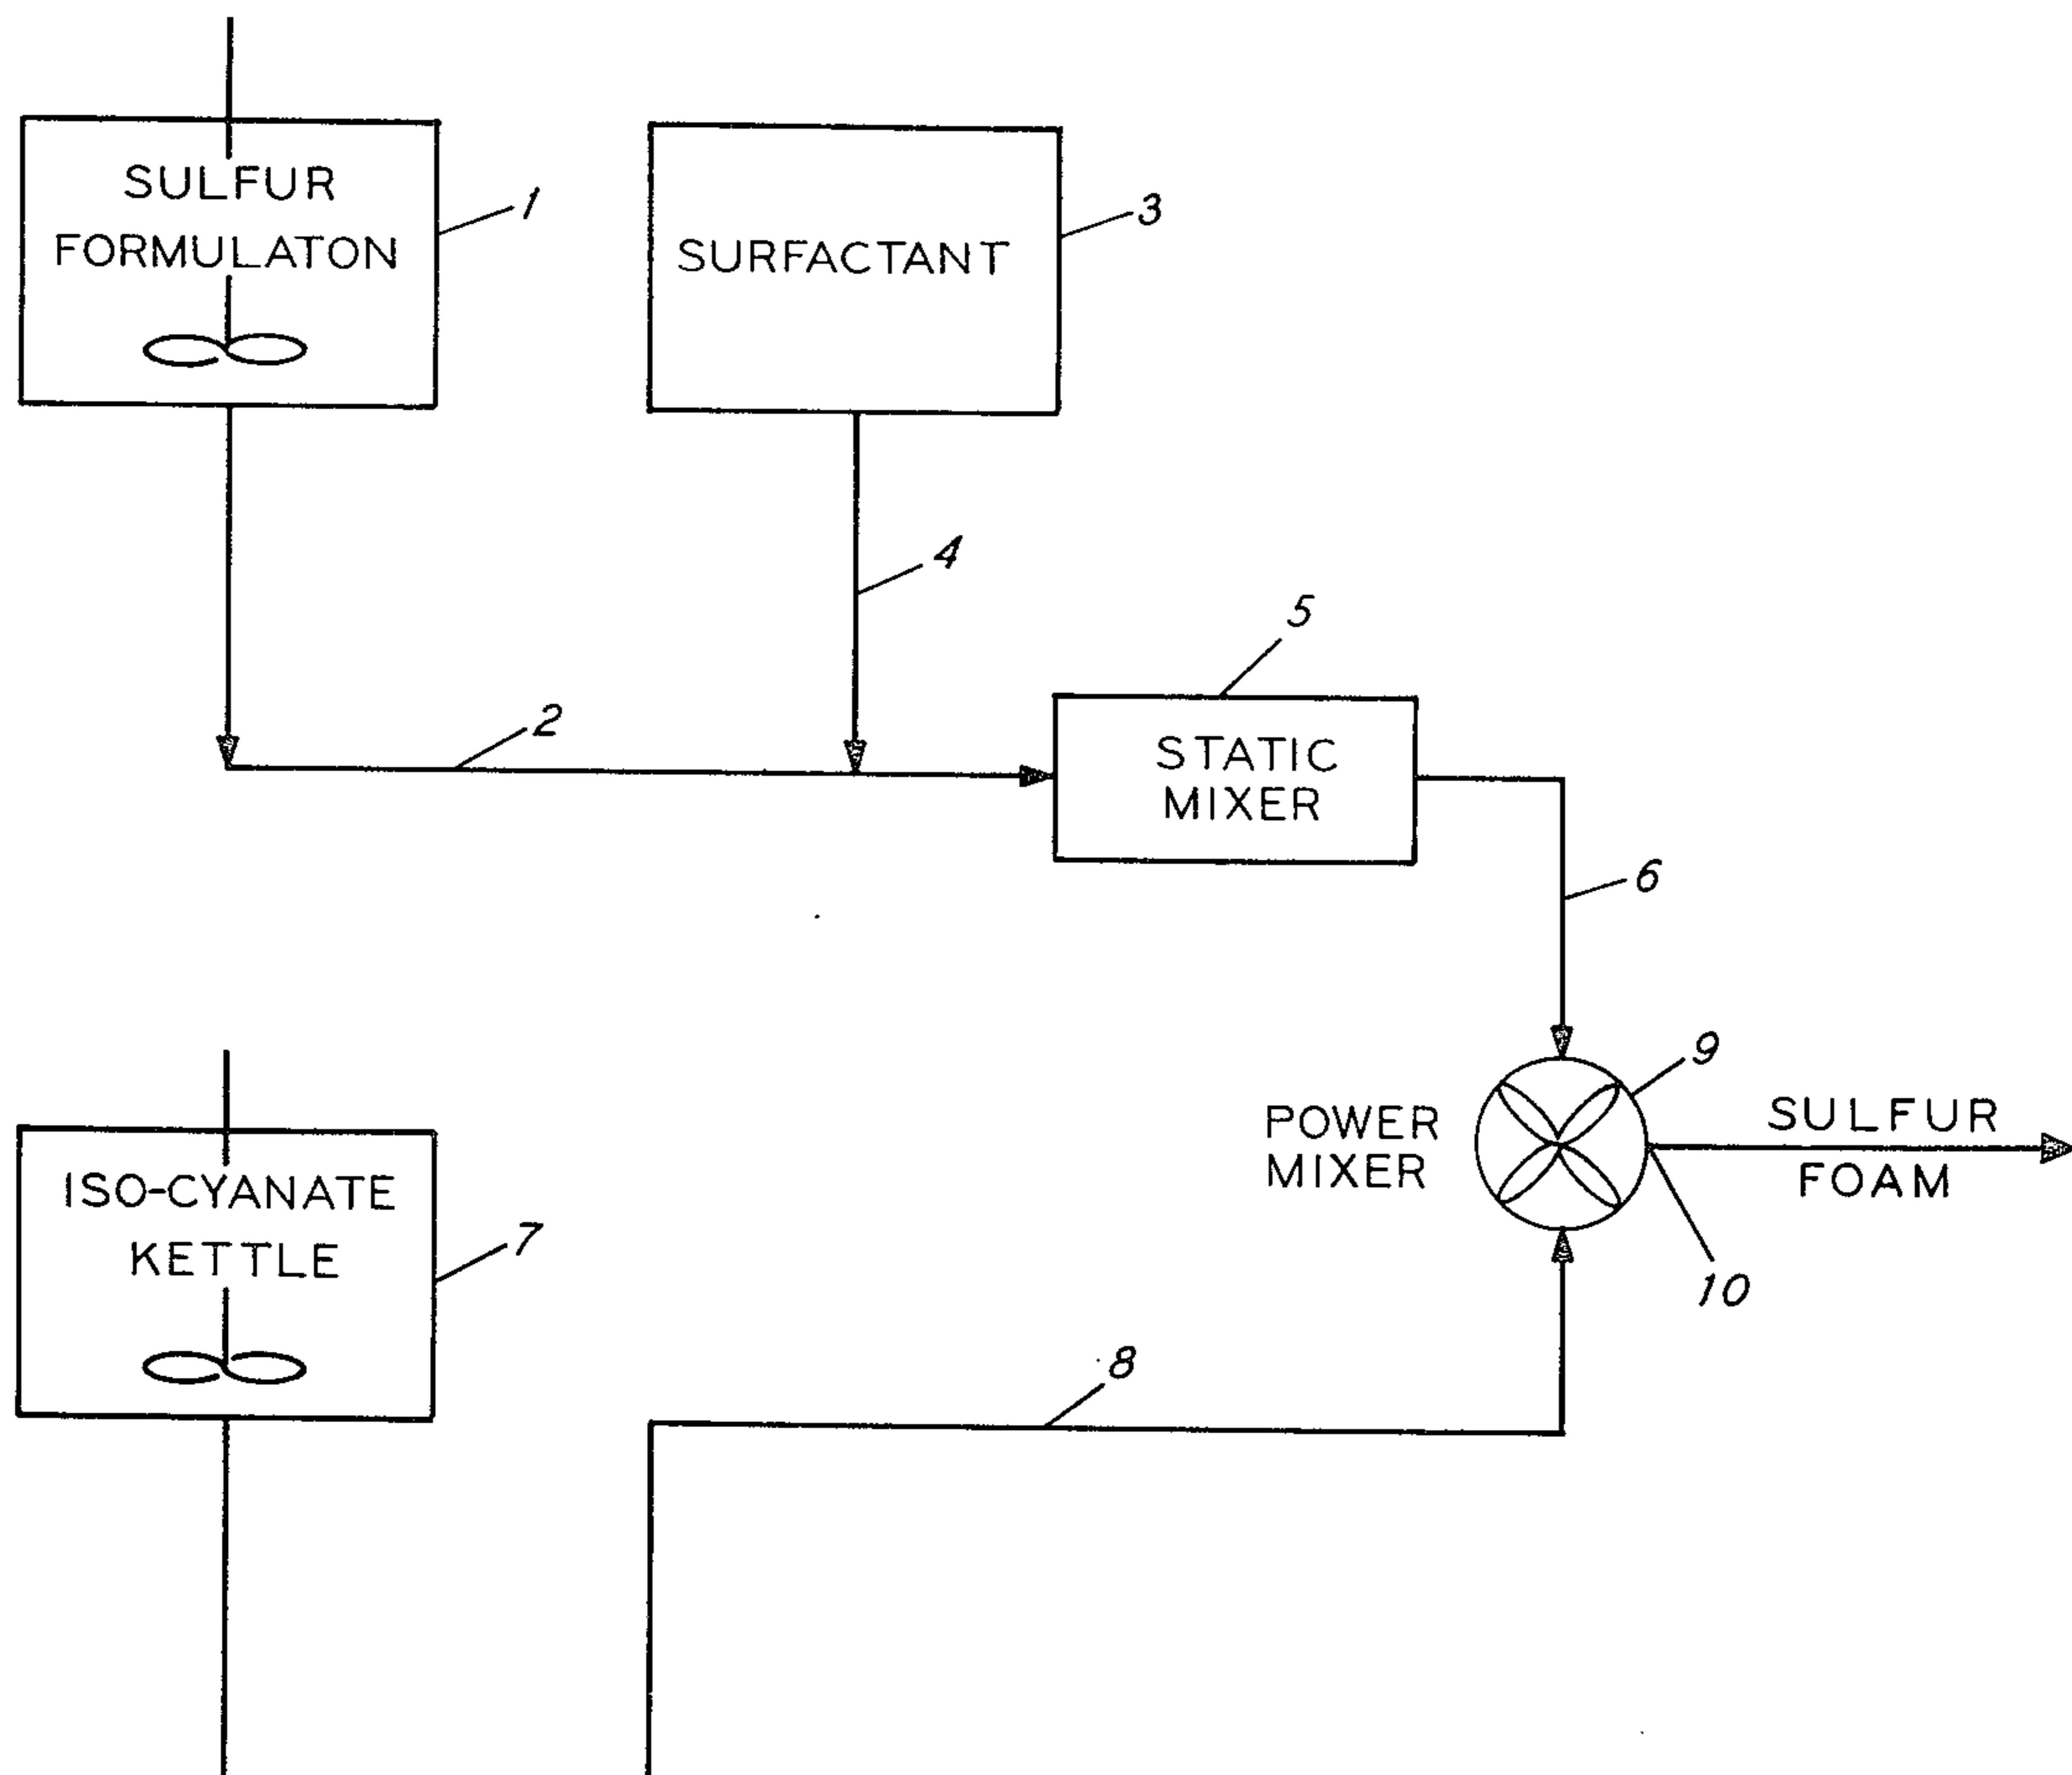 SULFUR
FORMULATON
1
SURFACTANT
3
4
2
5
STATIC
MIXER
6
ISO-CYANATE
KETTLE
7
POWER
MIXER
9
SULFUR
FOAM
10
8